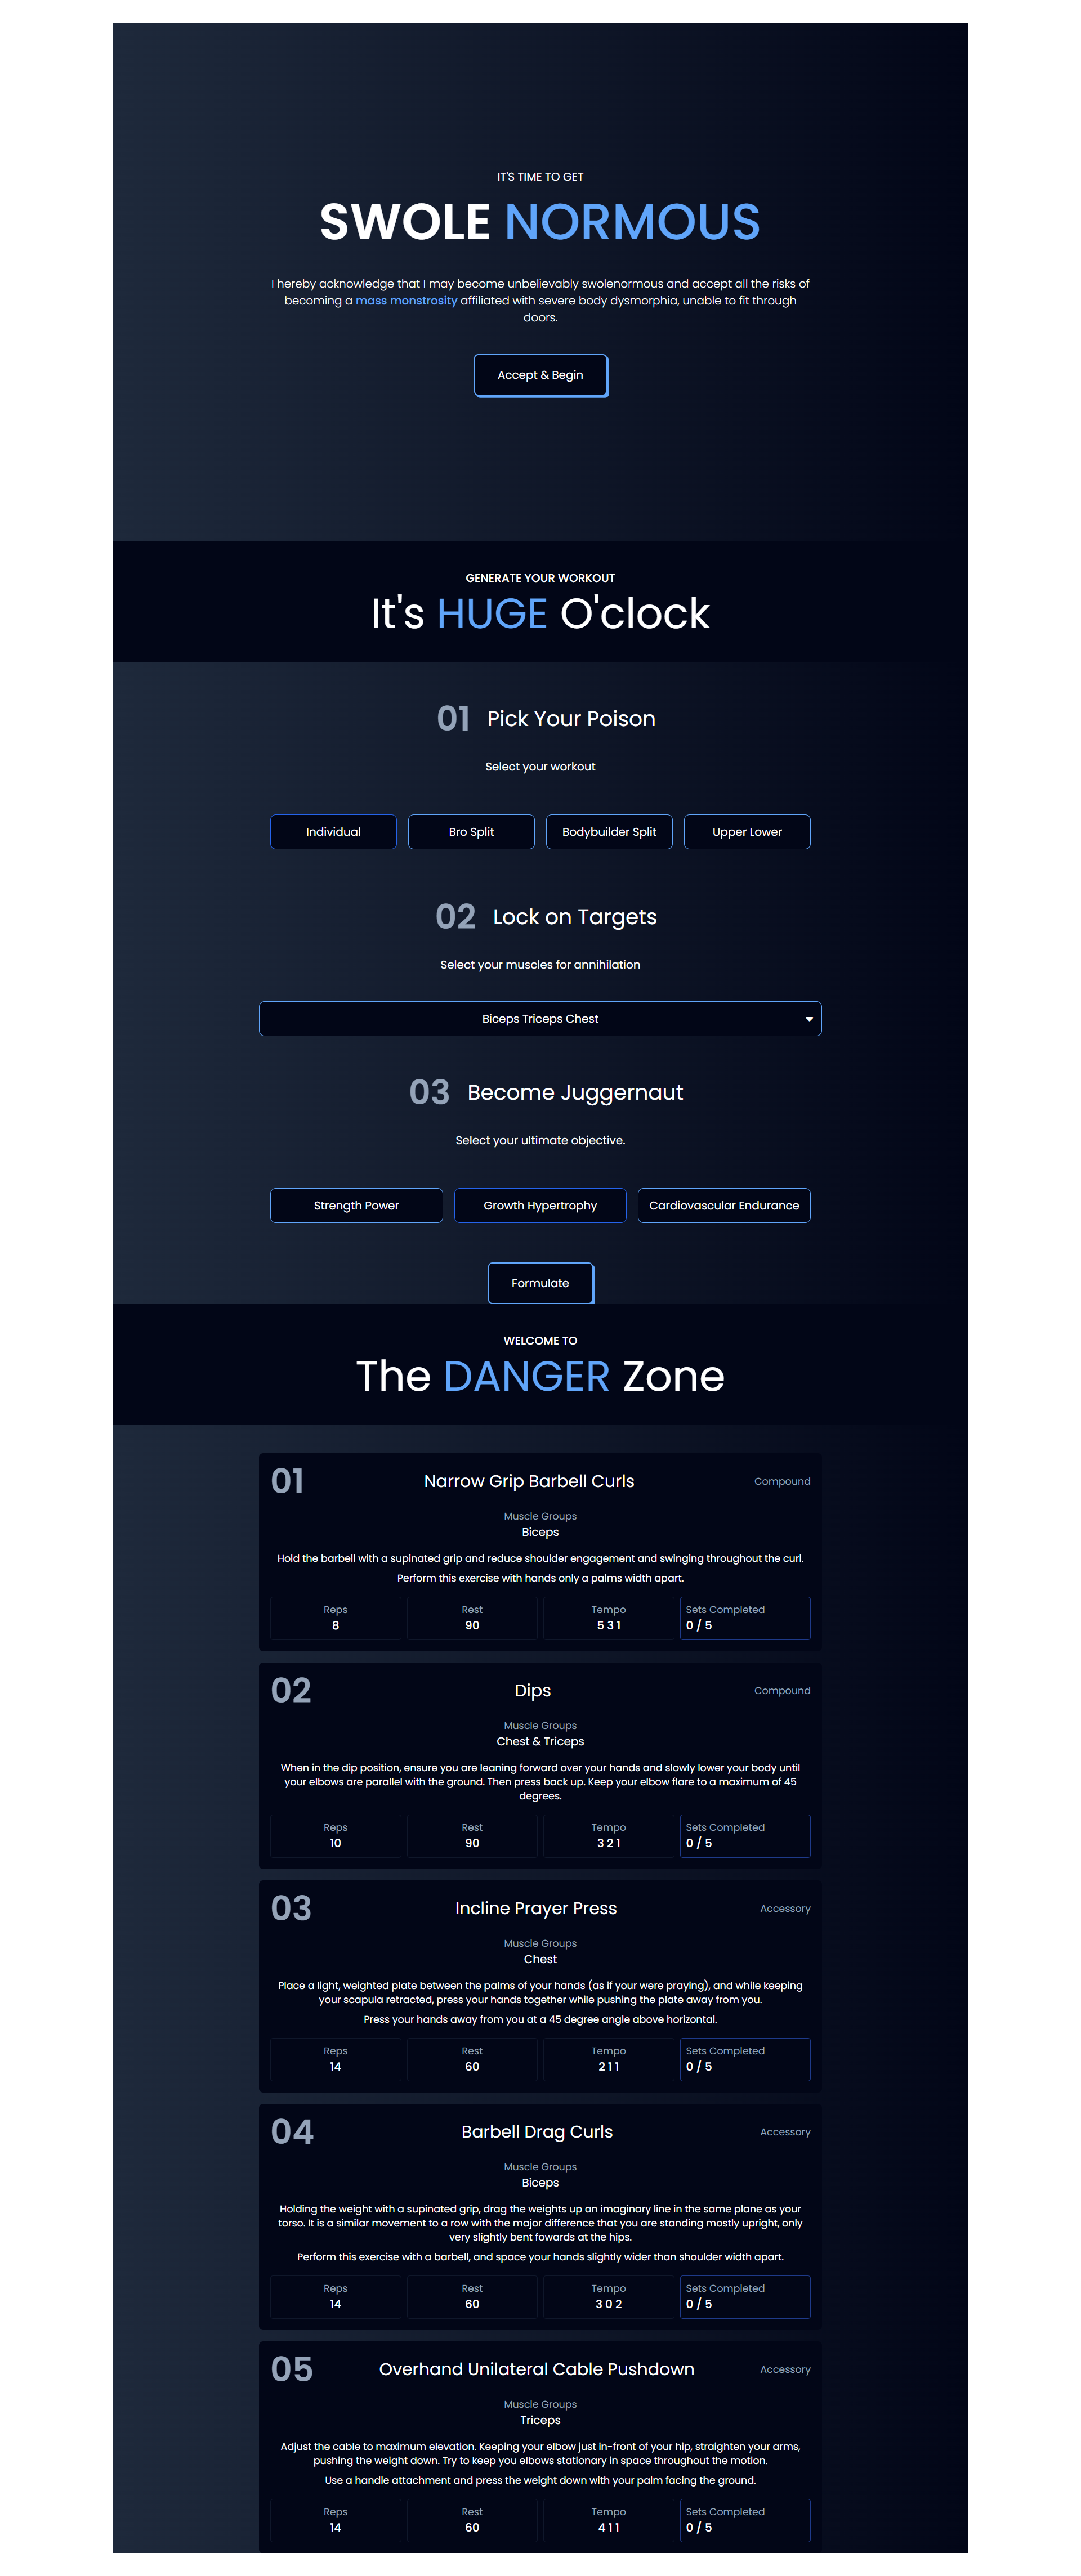 IT'S TIME TO GET
SWOLE NORMOUS
I hereby acknowledge that I may become unbelievably swolenormous and accept all the risks of
becoming a mass monstrosity affiliated with severe body dysmorphia, unable to fit through
doors.
Accept & Begin
GENERATE YOUR WORKOUT
It's HUGE O'clock
01 Pick Your Poison
Select your workout
Individual Bro Split Bodybuilder Split Upper Lower
02 Lock on Targets
Select your muscles for annihilation
Biceps Triceps Chest
03 Become Juggernaut
Select your ultimate objective.
Strength Power Growth Hypertrophy Cardiovascular Endurance
Formulate
WELCOME TO
The DANGER Zone
01 Narrow Grip Barbell Curls Compound
Muscle Groups
Biceps
Hold the barbell with a supinated grip and reduce shoulder engagement and swinging throughout the curl.
Perform this exercise with hands only a palms width apart.
Reps Rest Tempo Sets Completed
8 90 5 3 1 0 / 5
02 Dips Compound
Muscle Groups
Chest & Triceps
When in the dip position, ensure you are leaning forward over your hands and slowly lower your body until
your elbows are parallel with the ground. Then press back up. Keep your elbow flare to a maximum of 45
degrees.
Reps Rest Tempo Sets Completed
10 90 3 2 1 0 / 5
03 Incline Prayer Press Accessory
Muscle Groups
Chest
Place a light, weighted plate between the palms of your hands (as if your were praying), and while keeping
your scapula retracted, press your hands together while pushing the plate away from you.
Press your hands away from you at a 45 degree angle above horizontal.
Reps Rest Tempo Sets Completed
14 60 2 1 1 0 / 5
04 Barbell Drag Curls Accessory
Muscle Groups
Biceps
Holding the weight with a supinated grip, drag the weights up an imaginary line in the same plane as your
torso. It is a similar movement to a row with the major difference that you are standing mostly upright, only
very slightly bent fowards at the hips.
Perform this exercise with a barbell, and space your hands slightly wider than shoulder width apart.
Reps Rest Tempo Sets Completed
14 60 3 0 2 0 / 5
05 Overhand Unilateral Cable Pushdown Accessory
Muscle Groups
Triceps
Adjust the cable to maximum elevation. Keeping your elbow just in-front of your hip, straighten your arms,
pushing the weight down. Try to keep you elbows stationary in space throughout the motion.
Use a handle attachment and press the weight down with your palm facing the ground.
Reps Rest Tempo Sets Completed
14 60 4 1 1 0 / 5